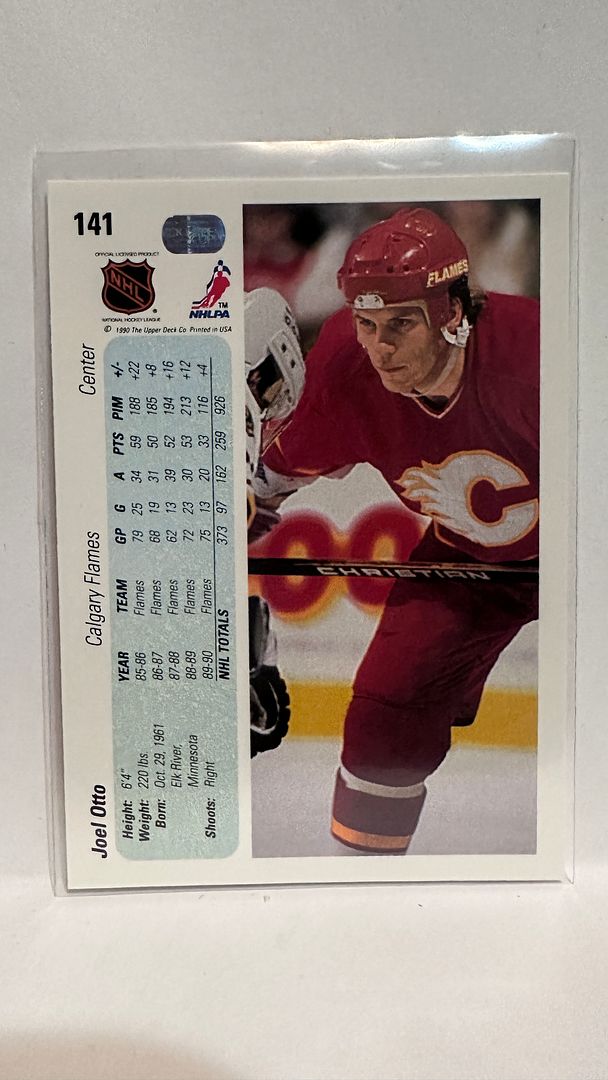 141
OFFICIAL LICENSED PRODUCT
NHL
®
NATIONAL HOCKEY LEAGUE
TM
NHLPA
© 1990 The Upper Deck Co. Printed in USA
Joel Otto Calgary Flames Center
Height: 6'4"
Weight: 220 lbs.
Born: Oct. 29, 1961
Elk River,
Minnesota
Shoots: Right
YEAR TEAM GP G A PTS PIM +/-
85-86 Flames 79 25 34 59 188 +22
86-87 Flames 68 19 31 50 185 +8
87-88 Flames 62 13 39 52 194 +16
88-89 Flames 72 23 30 53 213 +12
89-90 Flames 75 13 20 33 116 +4
NHL TOTALS 373 97 162 259 926
FLAMES
CHRISTIAN